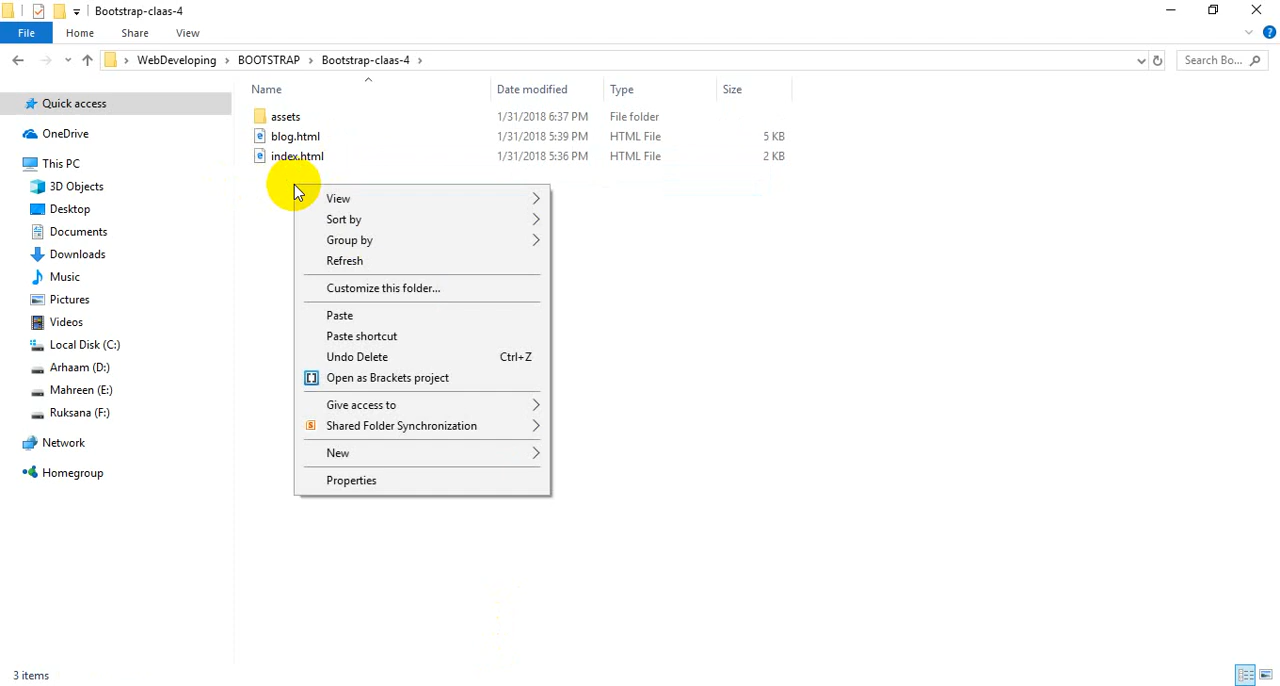 Bootstrap-claas-4
File Home Share View
WebDeveloping BOOTSTRAP Bootstrap-claas-4 Search Bo...
Name Date modified Type Size
Quick access
OneDrive
This PC
3D Objects
Desktop
Documents
Downloads
Music
Pictures
Videos
Local Disk (C:)
Arhaam (D:)
Mahreen (E:)
Ruksana (F:)
Network
Homegroup
assets 1/31/2018 6:37 PM File folder
blog.html 1/31/2018 5:39 PM HTML File 5 KB
index.html 1/31/2018 5:36 PM HTML File 2 KB
View
Sort by
Group by
Refresh
Customize this folder...
Paste
Paste shortcut
Undo Delete Ctrl+Z
Open as Brackets project
Give access to
Shared Folder Synchronization
New
Properties
3 items